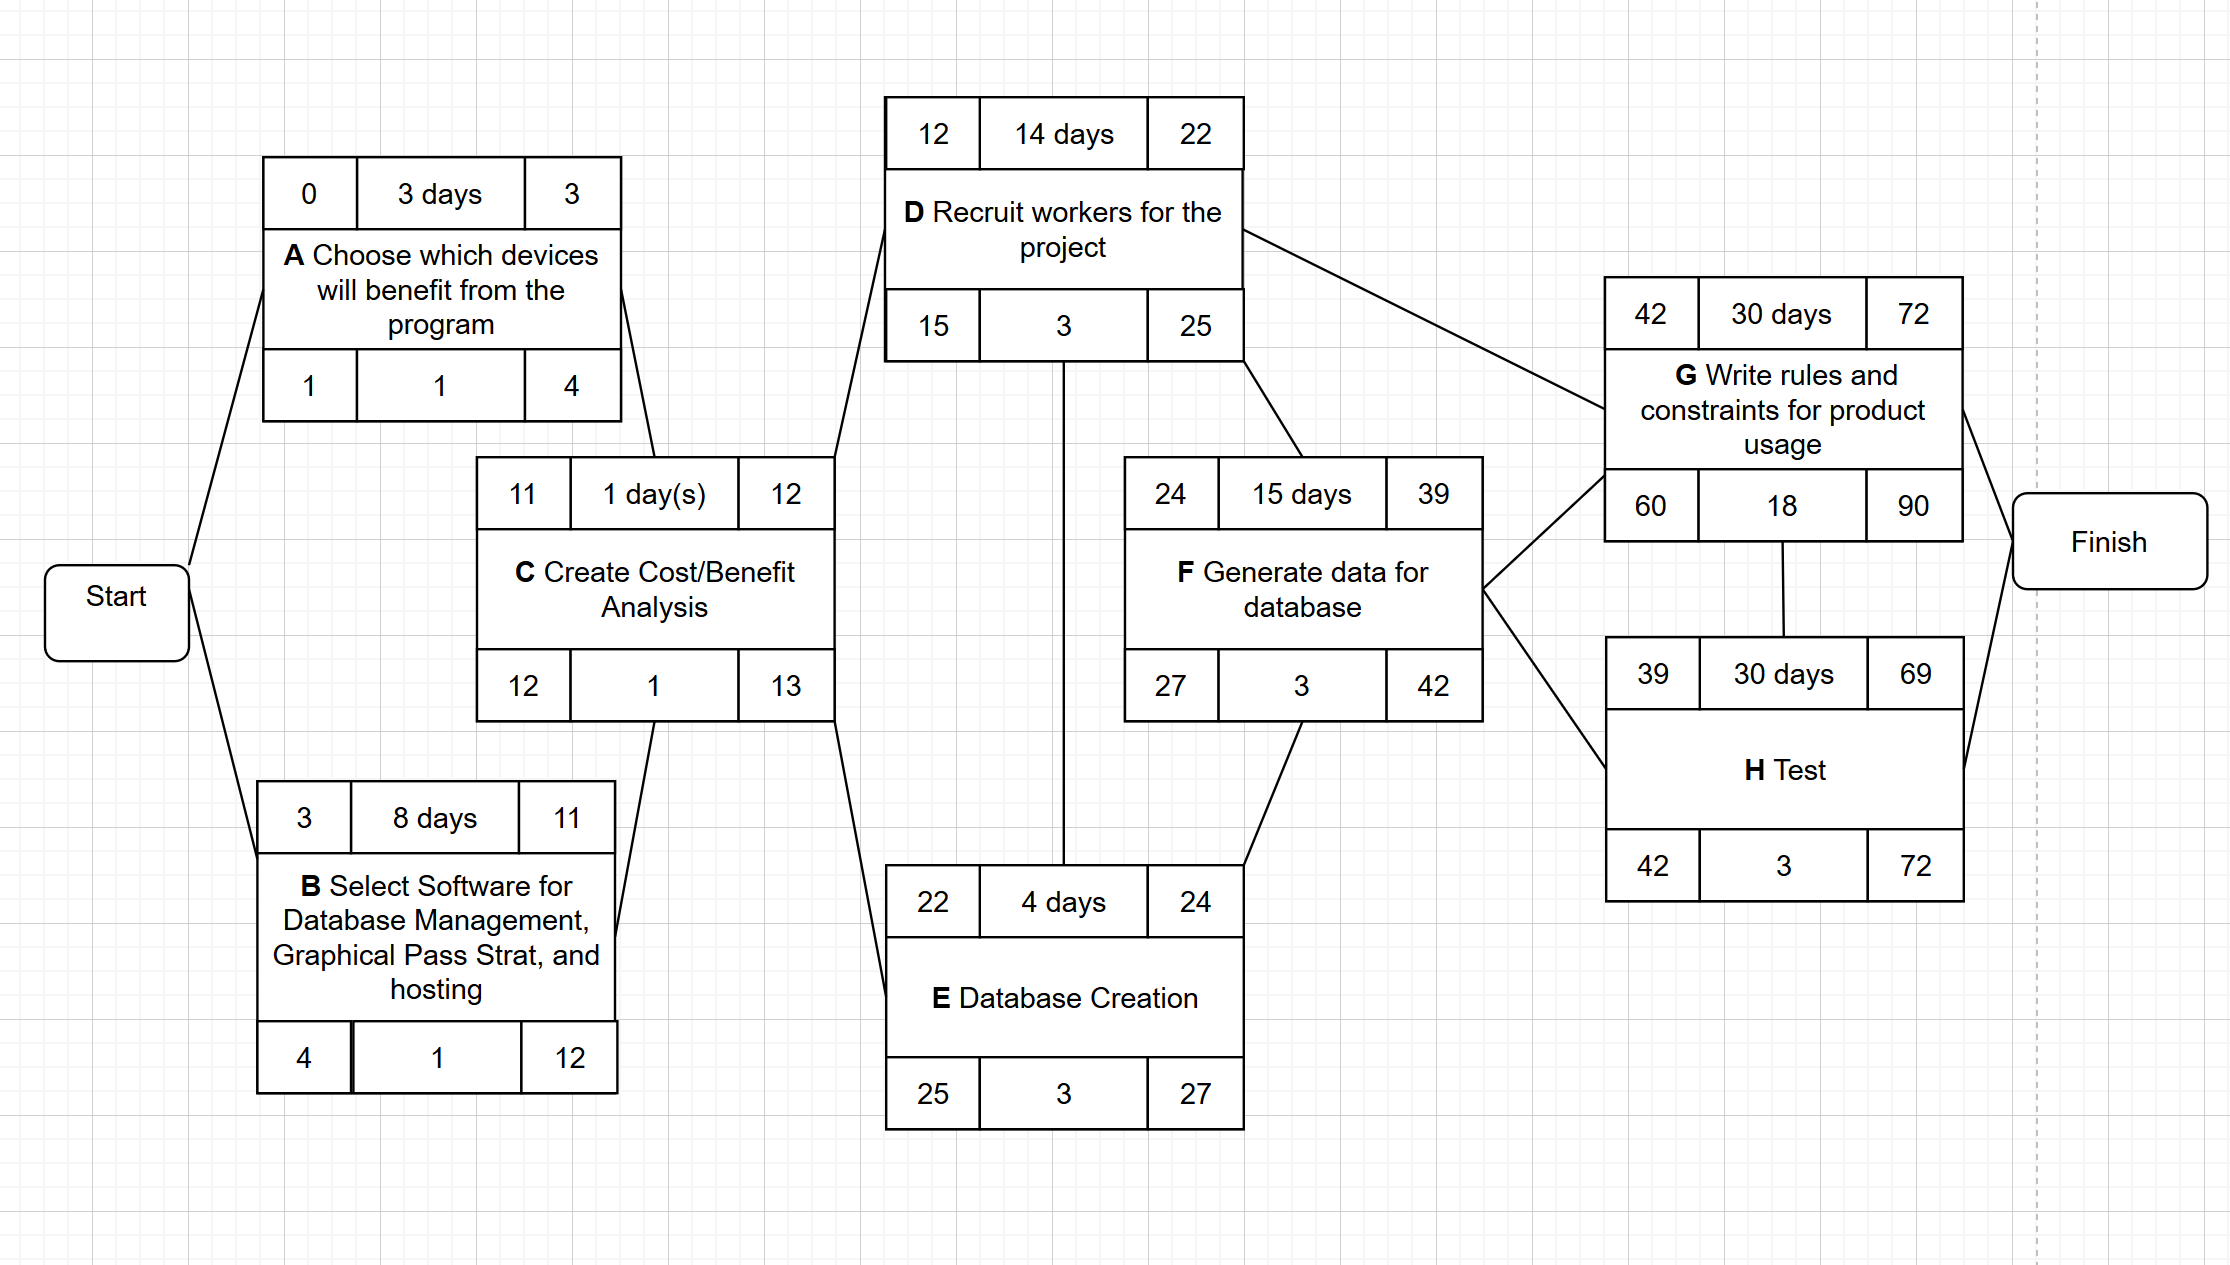 Start
0 3 days 3
A Choose which devices
will benefit from the
program
1 1 4
3 8 days 11
B Select Software for
Database Management,
Graphical Pass Strat, and
hosting
4 1 12
11 1 day(s) 12
C Create Cost/Benefit
Analysis
12 1 13
12 14 days 22
D Recruit workers for the
project
15 3 25
22 4 days 24
E Database Creation
25 3 27
24 15 days 39
F Generate data for
database
27 3 42
42 30 days 72
G Write rules and
constraints for product
usage
60 18 90
39 30 days 69
H Test
42 3 72
Finish